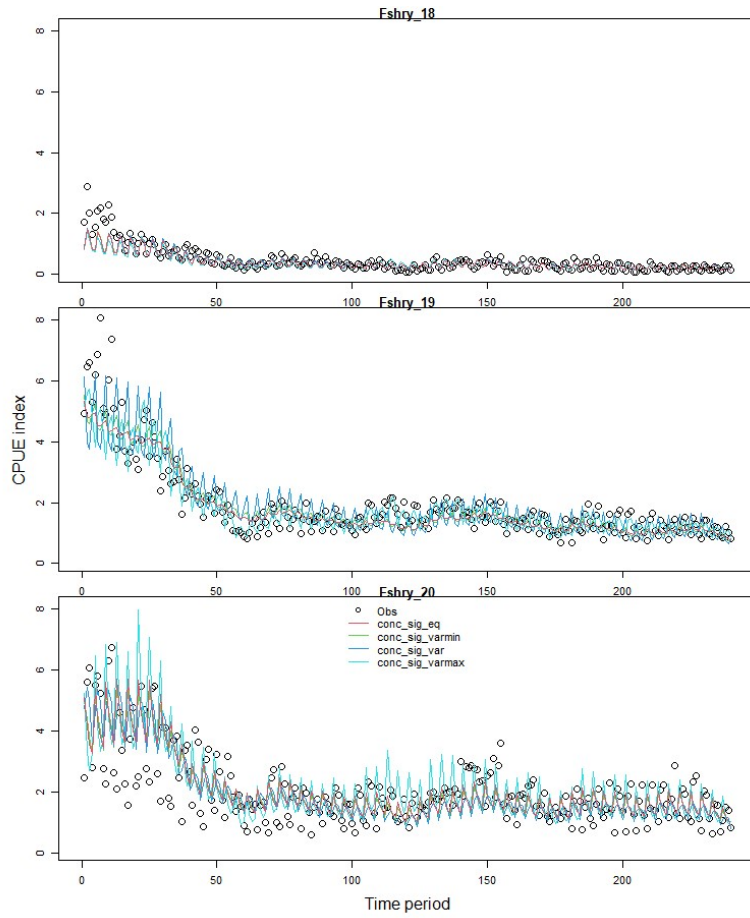 Fshry_18
8
6
4
2
0
0 50 100 150 200
Fshry_19
8
6
4
2
0
CPUE index
0 50 100 150 200
Fshry_20
8
6
4
2
0
Obs
conc_sig_eq
conc_sig_varmin
conc_sig_var
conc_sig_varmax
0 50 100 150 200
Time period